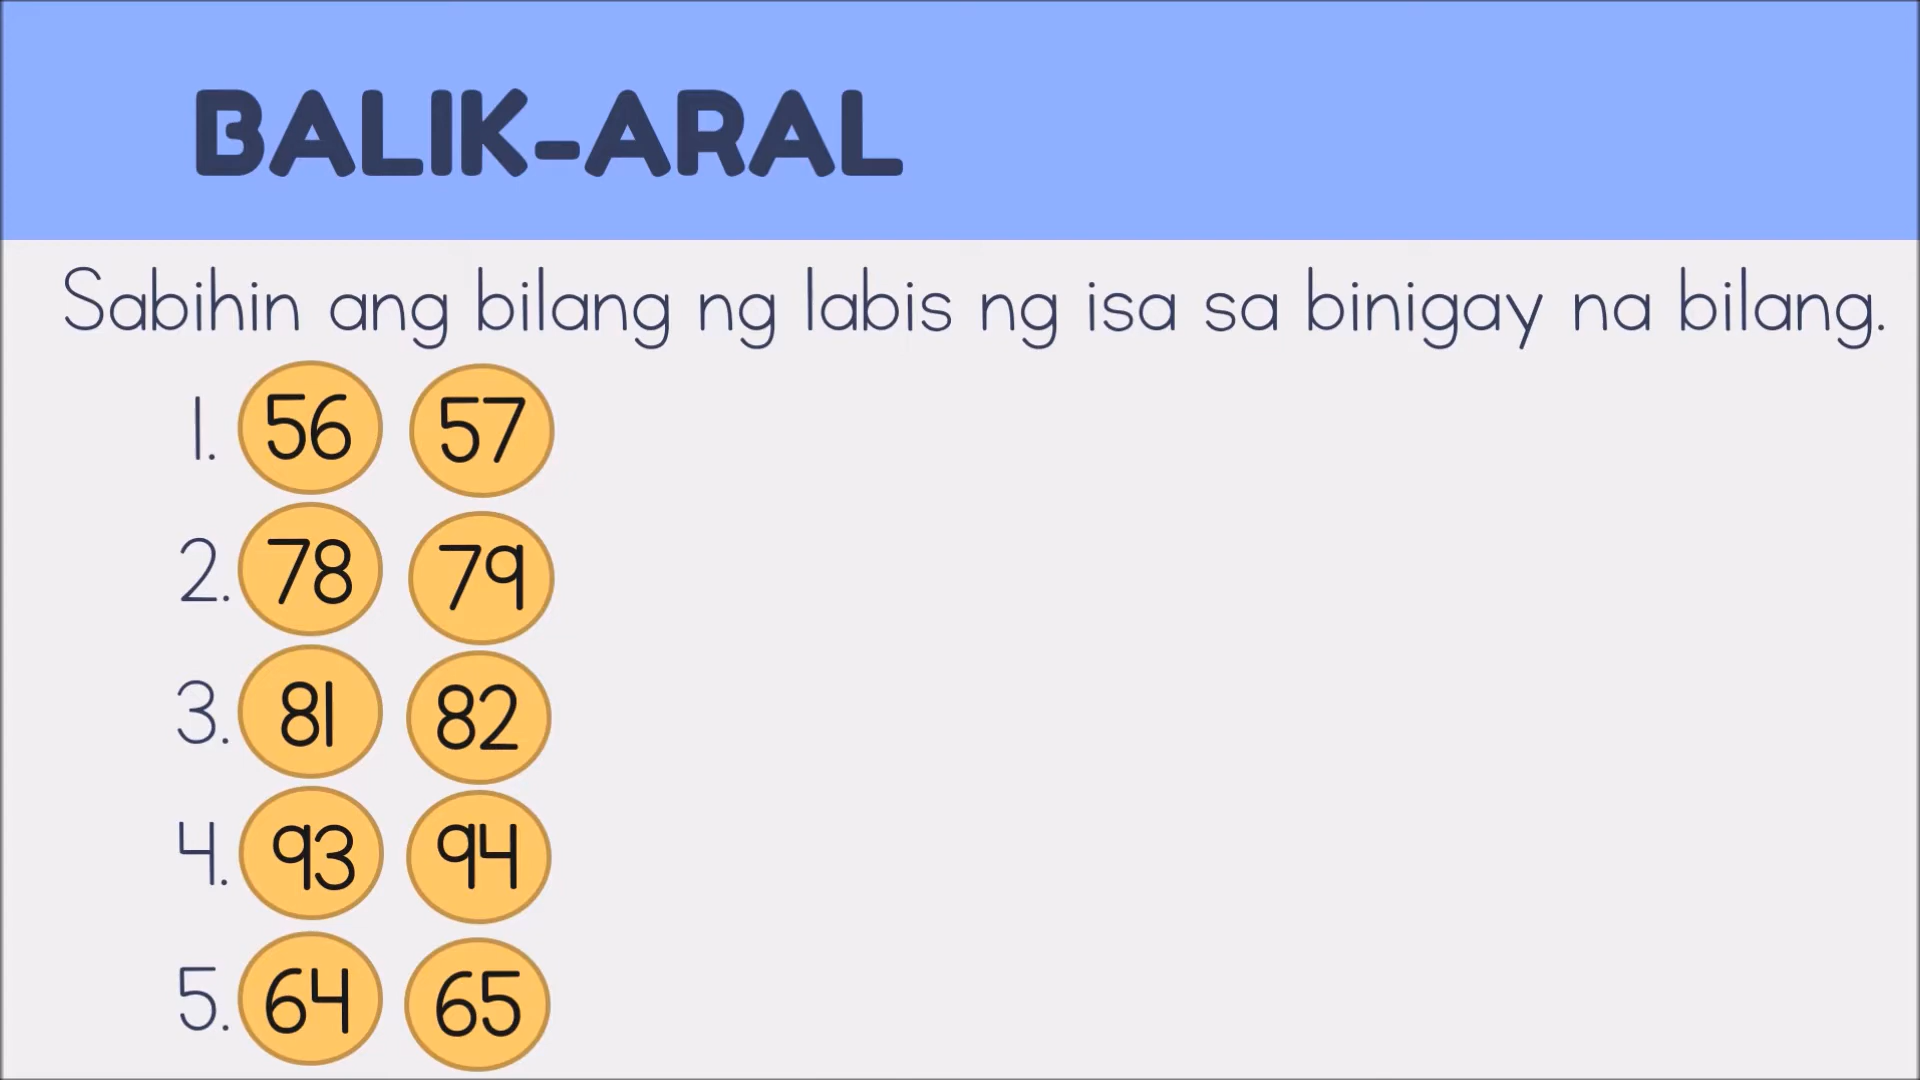 BALIK-ARAL
Sabihin ang bilang ng labis ng isa sa binigay na bilang.
1. 56 57
2. 78 79
3. 81 82
4. 93 94
5. 64 65